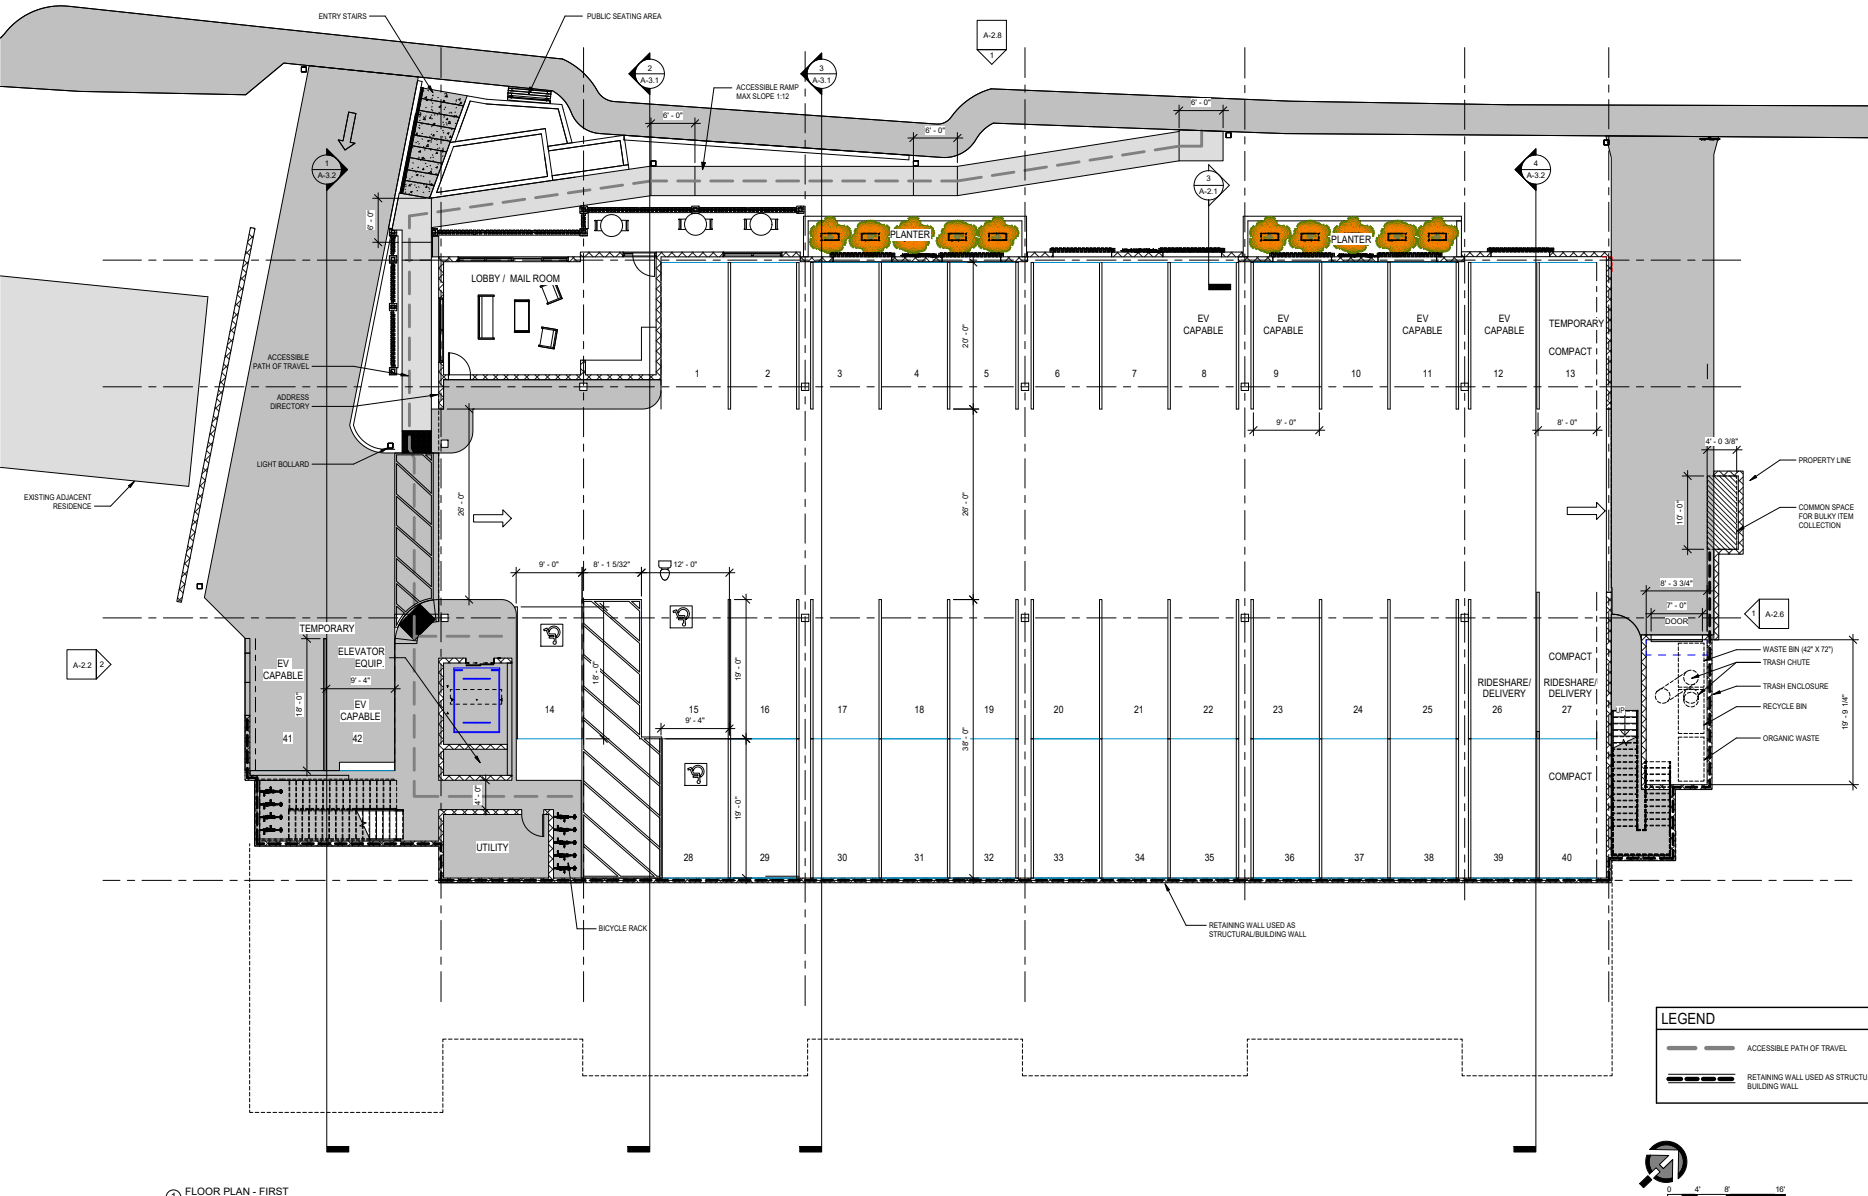 ENTRY STAIRS
PUBLIC SEATING AREA
A-2.8
1
2
A-3.1
3
A-3.1
ACCESSIBLE RAMP
MAX SLOPE 1:12
6' - 0"
6' - 0"
6' - 0"
1
A-3.2
3
A-2.1
4
A-3.2
6' - 0"
PLANTER
PLANTER
LOBBY / MAIL ROOM
20' - 0"
EV
CAPABLE
EV
CAPABLE
EV
CAPABLE
EV
CAPABLE
TEMPORARY
COMPACT
ACCESSIBLE
PATH OF TRAVEL
1
2
3
4
5
6
7
8
9
10
11
12
13
ADDRESS
DIRECTORY
9' - 0"
8' - 0"
4' - 0 3/8"
LIGHT BOLLARD
PROPERTY LINE
EXISTING ADJACENT
RESIDENCE
26' - 0"
26' - 0"
10' - 0"
COMMON SPACE
FOR BULKY ITEM
COLLECTION
9' - 0"
8' - 1 5/32"
12' - 0"
8' - 3 3/4"
7' - 0"
DOOR
1
A-2.6
TEMPORARY
ELEVATOR
EQUIP.
A-2.2
2
EV
CAPABLE
9' - 4"
EV
CAPABLE
18' - 0"
18' - 0"
19' - 0"
COMPACT
COMPACT
RIDESHARE/
DELIVERY
RIDESHARE/
DELIVERY
WASTE BIN (42" X 72")
TRASH CHUTE
TRASH ENCLOSURE
RECYCLE BIN
ORGANIC WASTE
19' - 9 1/4"
41
42
14
15
16
17
18
19
20
21
22
23
24
25
26
27
UP
9' - 4"
38' - 0"
COMPACT
4' - 0"
19' - 0"
UTILITY
28
29
30
31
32
33
34
35
36
37
38
39
40
BICYCLE RACK
RETAINING WALL USED AS
STRUCTURAL/BUILDING WALL
LEGEND
ACCESSIBLE PATH OF TRAVEL
RETAINING WALL USED AS STRUCTU
BUILDING WALL
1
FLOOR PLAN - FIRST
0 4' 8' 16'